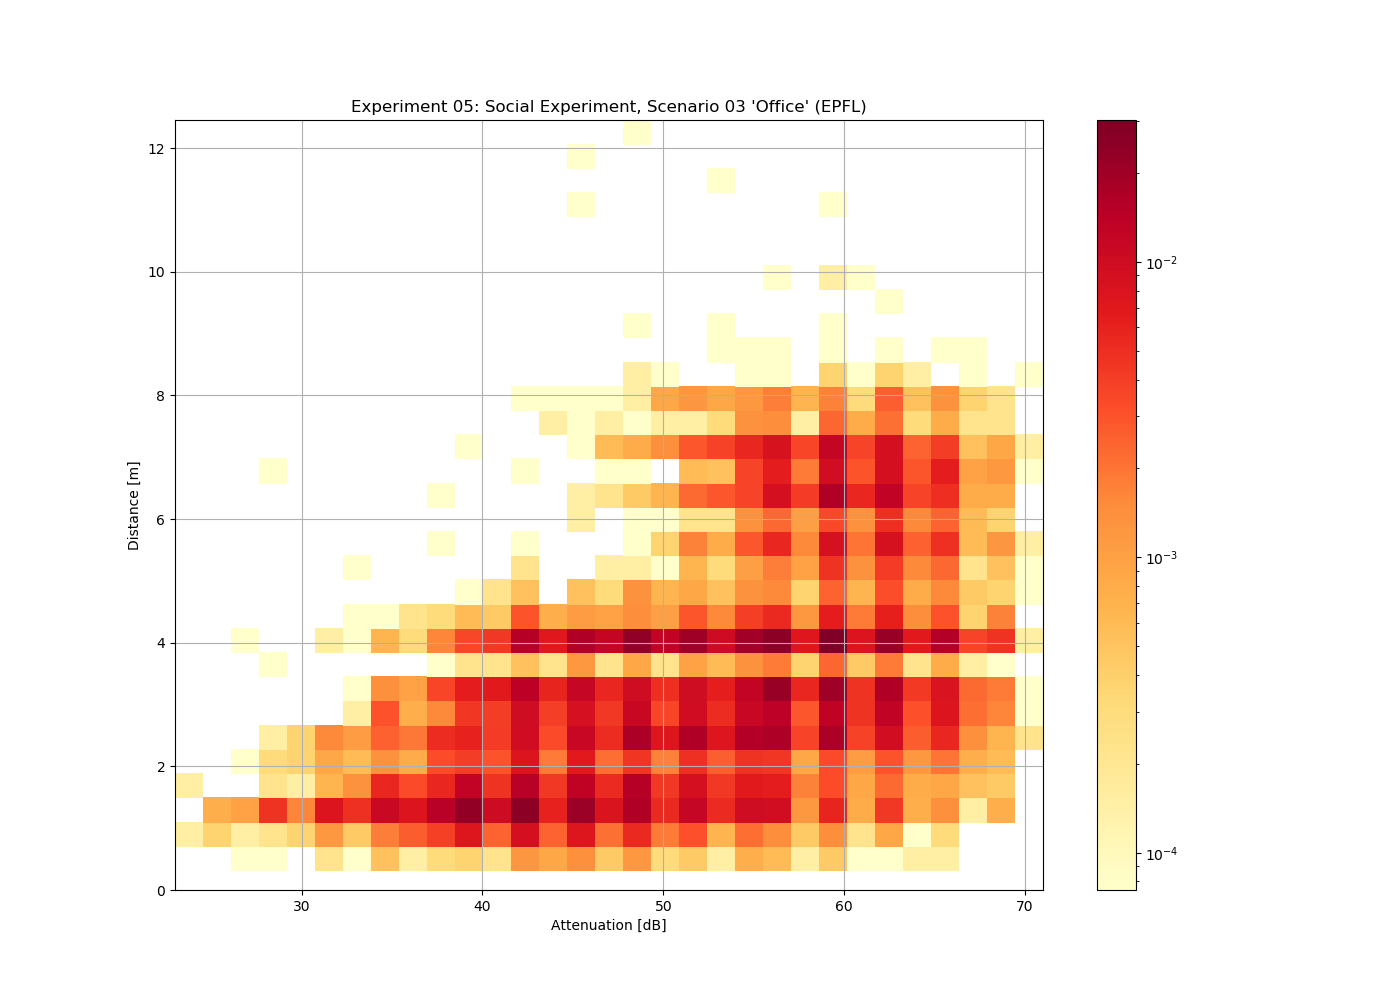 Experiment 05: Social Experiment, Scenario 03 'Office' (EPFL)
12
10
8
6
4
2
0
Distance [m]
30 40 50 60 70
Attenuation [dB]
10⁻²
10⁻³
10⁻⁴